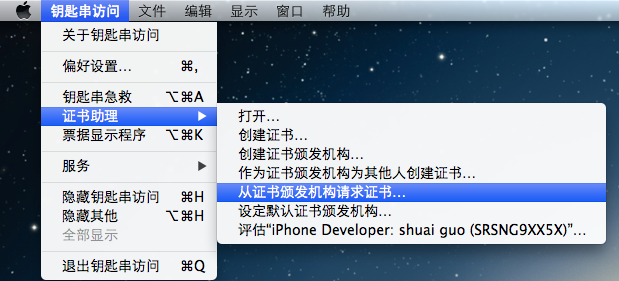 钥匙串访问 文件 编辑 显示 窗口 帮助
关于钥匙串访问
偏好设置… ⌘,
钥匙串急救 ⌥⌘A
证书助理 ▶
票据显示程序 ⌥⌘K
服务 ▶
隐藏钥匙串访问 ⌘H
隐藏其他 ⌥⌘H
全部显示
退出钥匙串访问 ⌘Q
打开…
创建证书…
创建证书颁发机构…
作为证书颁发机构为其他人创建证书…
从证书颁发机构请求证书…
设定默认证书颁发机构…
评估“iPhone Developer: shuai guo (SRSNG9XX5X)”…